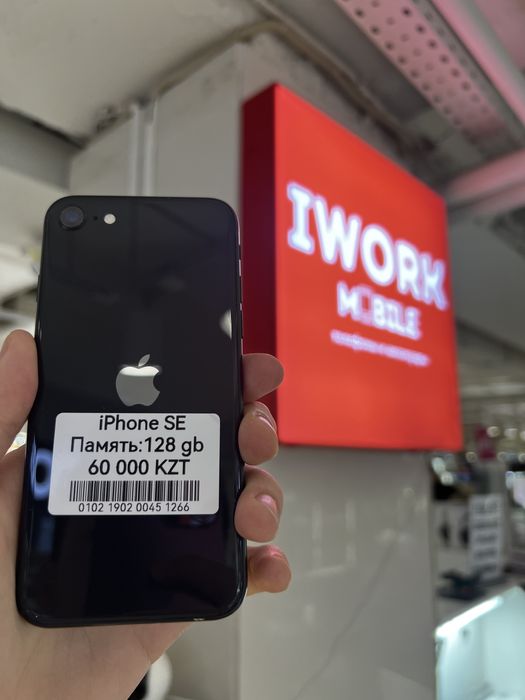 IWORK
MOBILE
iPhone SE
Память:128 gb
60 000 KZT
0102 1902 0045 1266